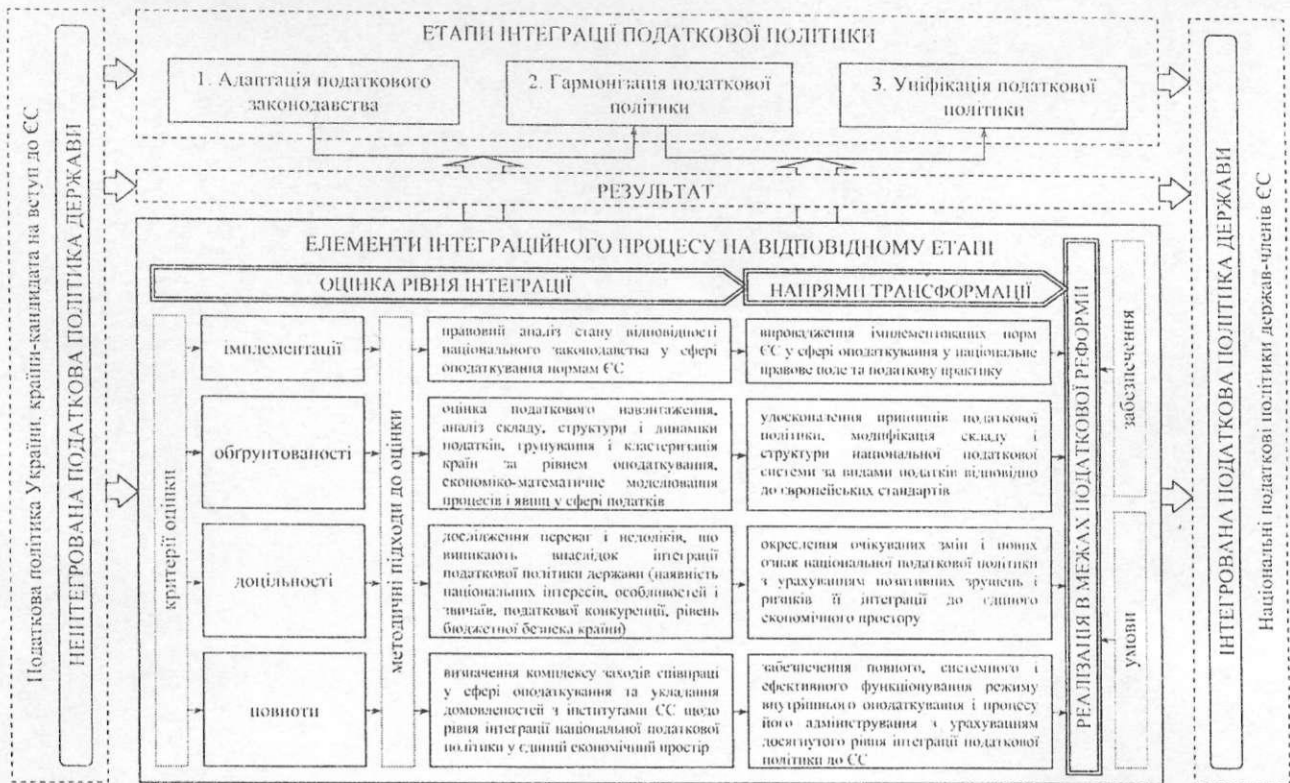 Податкова політика України, країни-кандидата на вступ до ЄС
НЕІНТЕГРОВАНА ПОДАТКОВА ПОЛІТИКА ДЕРЖАВИ
ЕТАПИ ІНТЕГРАЦІЇ ПОДАТКОВОЇ ПОЛІТИКИ
1. Адаптація податкового
законодавства
2. Гармонізація податкової
політики
3. Уніфікація податкової
політики
РЕЗУЛЬТАТ
ЕЛЕМЕНТИ ІНТЕГРАЦІЙНОГО ПРОЦЕСУ НА ВІДПОВІДНОМУ ЕТАПІ
ОЦІНКА РІВНЯ ІНТЕГРАЦІЇ
НАПРЯМИ ТРАНСФОРМАЦІЇ
критерії оцінки
імплементації
обґрунтованості
доцільності
повноти
методичні підходи до оцінки
правовий аналіз стану відповідності
національного законодавства у сфері
оподаткування нормам ЄС
впровадження імплементованих норм
ЄС у сфері оподаткування у національне
правове поле та податкову практику
оцінка податкового навантаження,
аналіз складу, структури і динаміки
податків, групування і кластеризація
країн за рівнем оподаткування,
економіко-математичне моделювання
процесів і явищ у сфері податків
удосконалення принципів податкової
політики, модифікація складу і
структури національної податкової
системи за видами податків відповідно
до європейських стандартів
дослідження переваг і недоліків, що
виникають внаслідок інтеграції
податкової політики держави (наявність
національних інтересів, особливостей і
звичаїв, податкової конкуренції, рівень
бюджетної безпека країни)
окреслення очікуваних змін і нових
ознак національної податкової політики
з урахуванням позитивних зрушень і
ризиків її інтеграції до єдиного
економічного простору
визначення комплексу заходів співпраці
у сфері оподаткування та укладання
домовленостей з інститутами ЄС щодо
рівня інтеграції національної податкової
політики у єдиний економічний простір
забезпечення повного, системного і
ефективного функціонування режиму
внутрішнього оподаткування і процесу
його адміністрування з урахуванням
досягнутого рівня інтеграції податкової
політики до ЄС
РЕАЛІЗАЦІЯ В МЕЖАХ ПОДАТКОВОЇ РЕФОРМИ
забезпечення
умови
ІНТЕГРОВАНА ПОДАТКОВА ПОЛІТИКА ДЕРЖАВИ
Національні податкові політики держав-членів ЄС